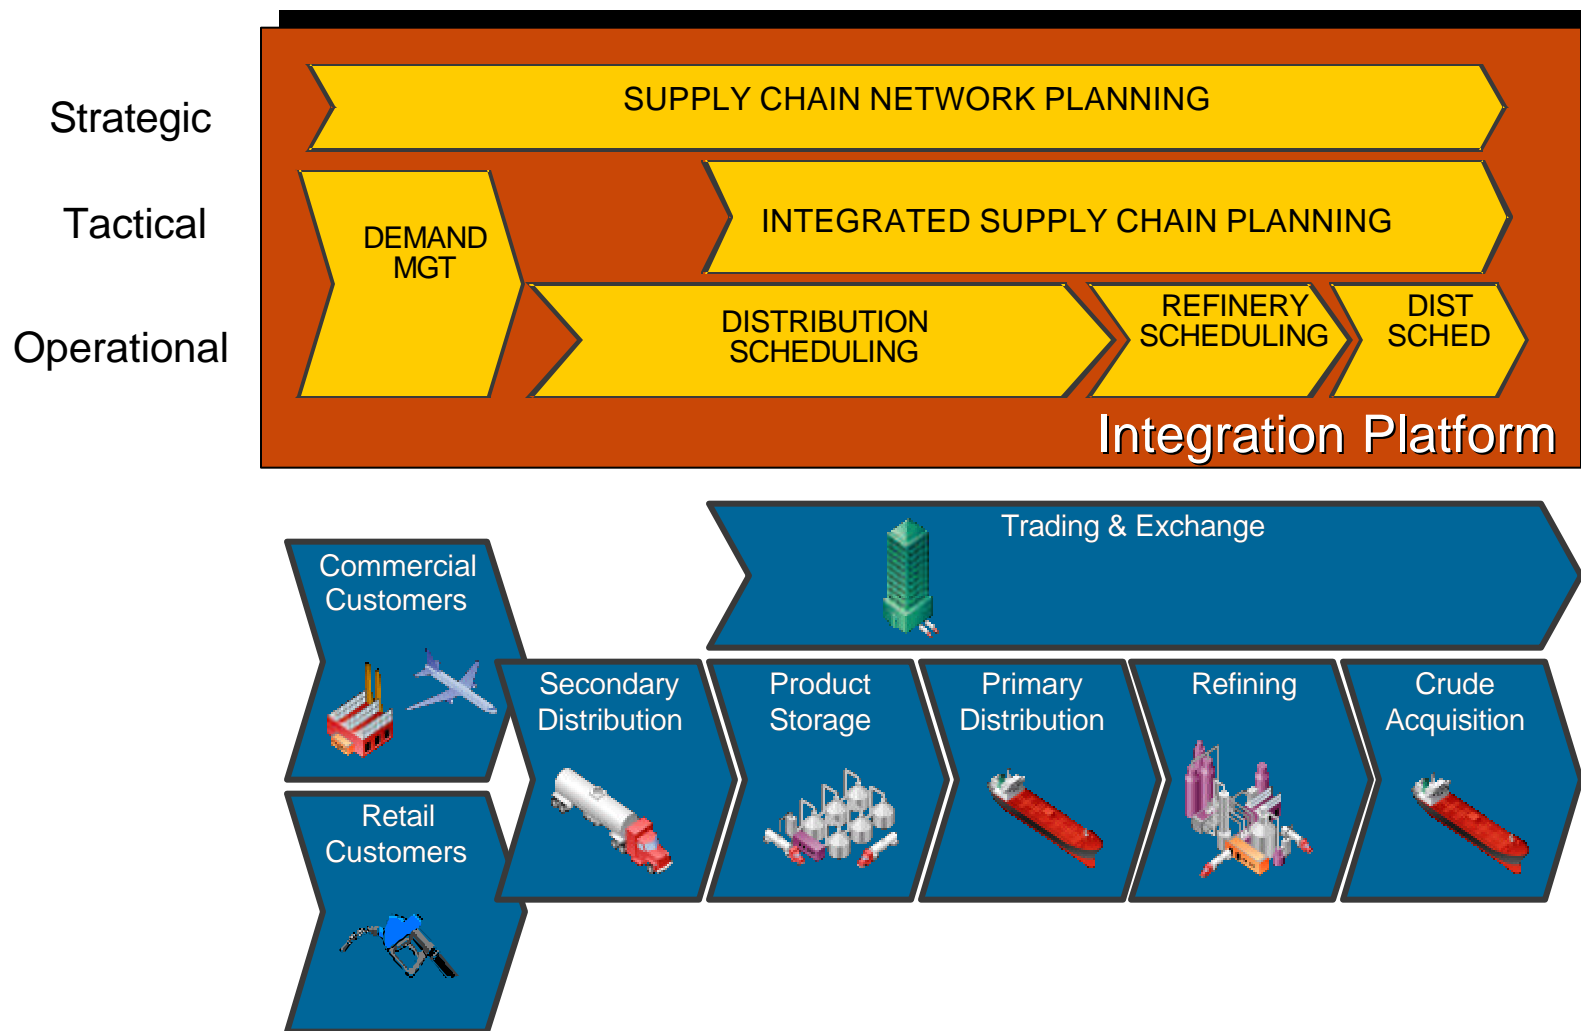 Strategic
SUPPLY CHAIN NETWORK PLANNING
Tactical
DEMAND
MGT
INTEGRATED SUPPLY CHAIN PLANNING
Operational
DISTRIBUTION
SCHEDULING
REFINERY
SCHEDULING
DIST
SCHED
Integration Platform
Trading & Exchange
Commercial
Customers
Secondary
Distribution
Product
Storage
Primary
Distribution
Refining
Crude
Acquisition
Retail
Customers